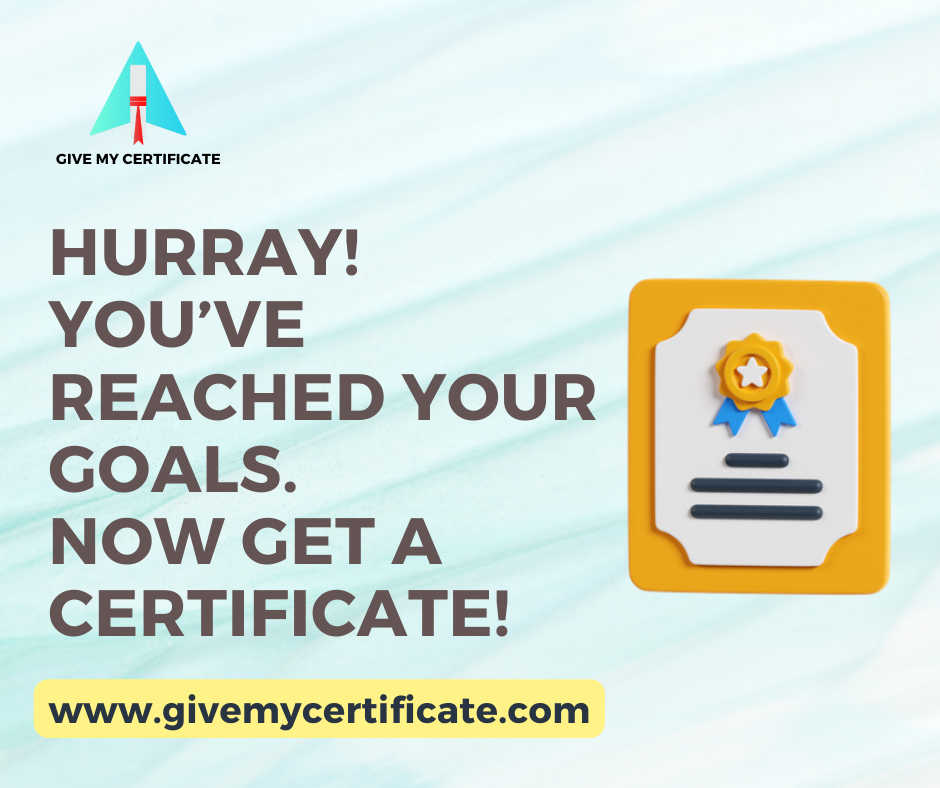 GIVE MY CERTIFICATE
HURRAY!
YOU’VE
REACHED YOUR
GOALS.
NOW GET A
CERTIFICATE!
www.givemycertificate.com